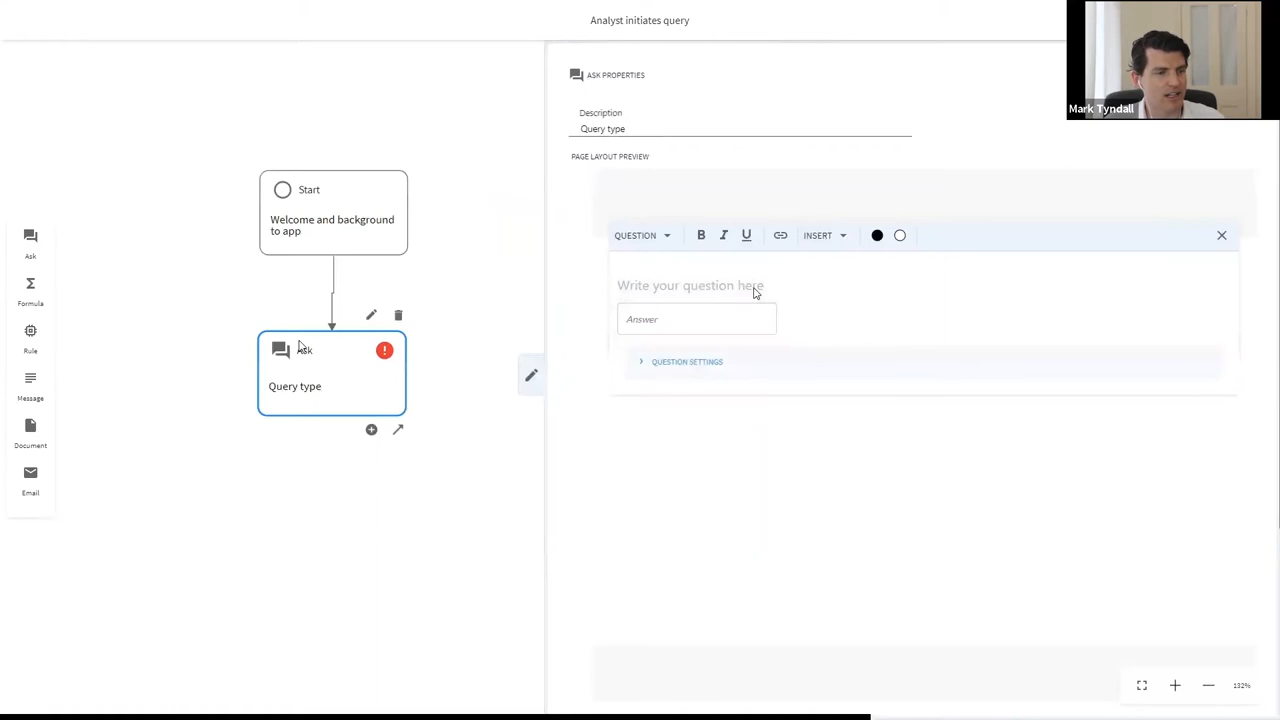 Analyst initiates query
Mark Tyndall
ASK PROPERTIES
Description
Query type
PAGE LAYOUT PREVIEW
Start
Welcome and background
to app
QUESTION
B I U
INSERT
Write your question here
Answer
QUESTION SETTINGS
Ask
Query type
Ask
Formula
Rule
Message
Document
Email
132%